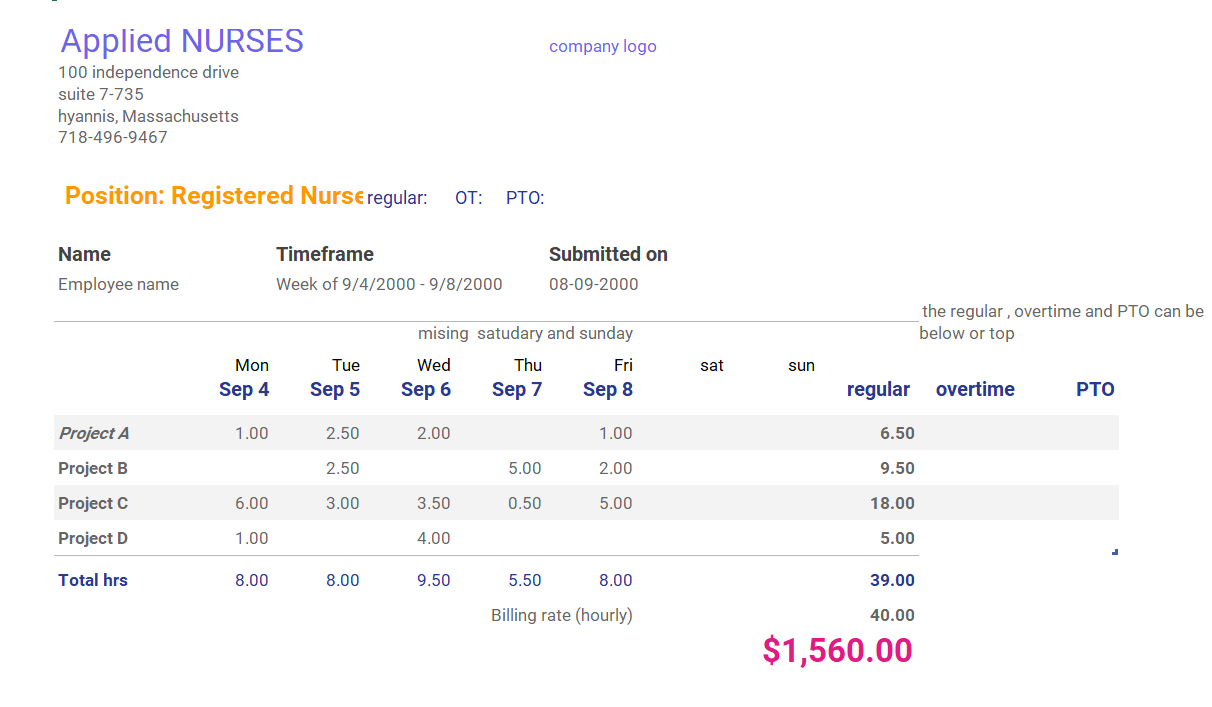 Applied NURSES
company logo
100 independence drive
suite 7-735
hyannis, Massachusetts
718-496-9467
Position: Registered Nurse regular: OT: PTO:
Name Timeframe Submitted on
Employee name Week of 9/4/2000 - 9/8/2000 08-09-2000
the regular , overtime and PTO can be
mising satudary and sunday below or top
Mon Tue Wed Thu Fri sat sun
Sep 4 Sep 5 Sep 6 Sep 7 Sep 8 regular overtime PTO
Project A 1.00 2.50 2.00 1.00 6.50
Project B 2.50 5.00 2.00 9.50
Project C 6.00 3.00 3.50 0.50 5.00 18.00
Project D 1.00 4.00 5.00
Total hrs 8.00 8.00 9.50 5.50 8.00 39.00
Billing rate (hourly) 40.00
$1,560.00